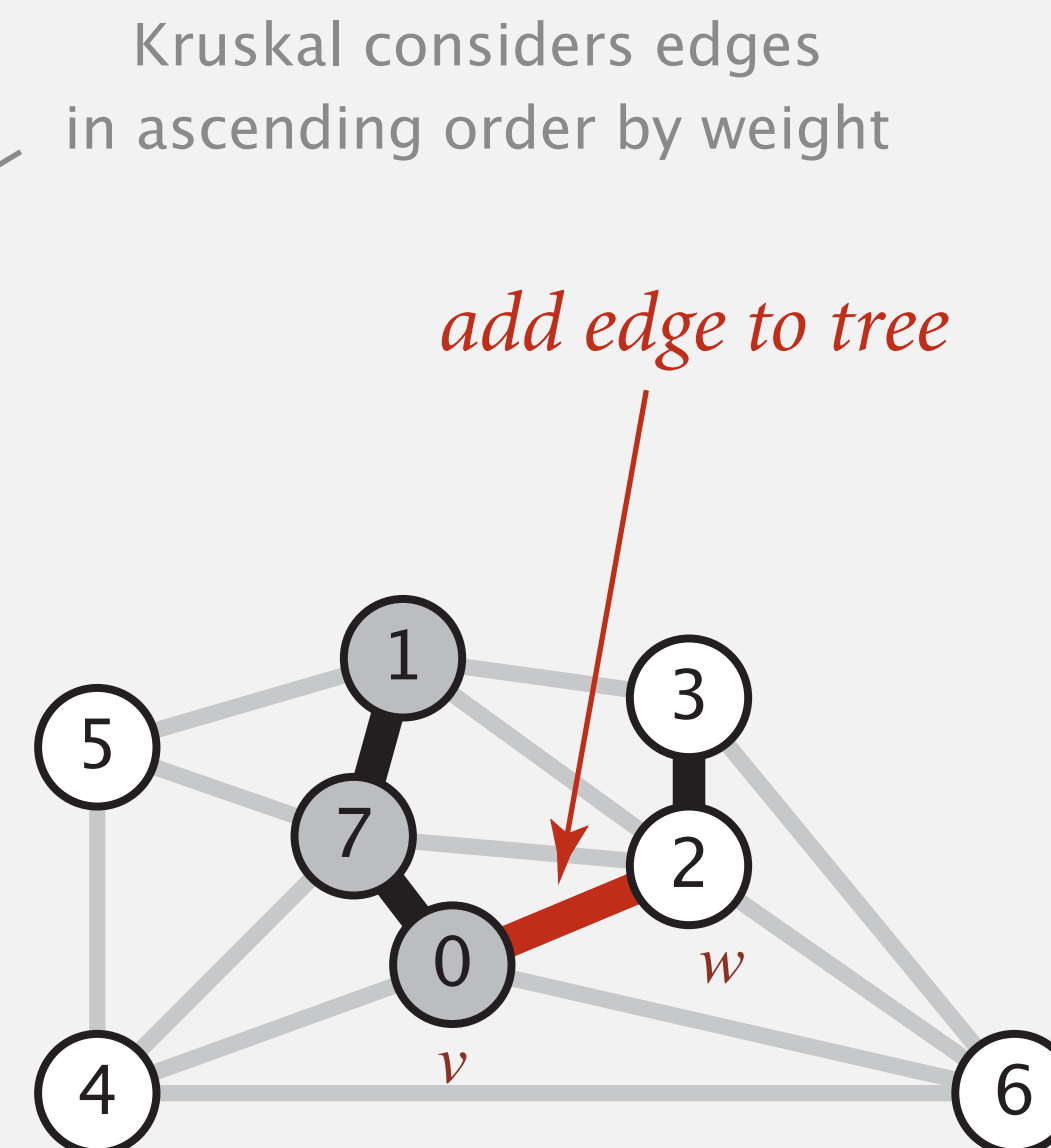 Kruskal considers edges
in ascending order by weight
add edge to tree
1
3
5
7
2
0
w
v
4
6